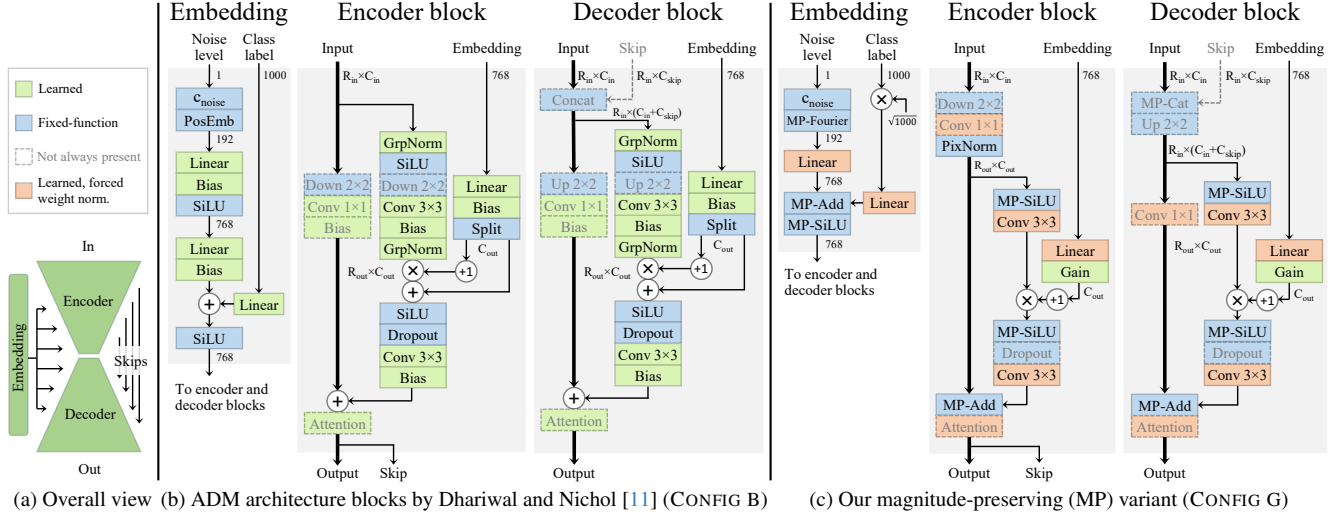 Embedding
Encoder block
Decoder block
Embedding
Encoder block
Decoder block
Learned
Fixed-function
Not always present
Learned, forced
weight norm.
In
Encoder
Embedding
Skips
Decoder
Out
Noise
level
Class
label
1
1000
c_noise
PosEmb
192
Linear
Bias
SiLU
768
Linear
Bias
+
Linear
SiLU
768
To encoder and
decoder blocks
Input
Embedding
R_in×C_in
768
GrpNorm
SiLU
Down 2×2
Down 2×2
Linear
Conv 1×1
Conv 3×3
Bias
Bias
Bias
Split
GrpNorm
C_out
R_out×C_out
×
+1
+
SiLU
Dropout
Conv 3×3
Bias
+
Attention
Output
Skip
Input
Skip
Embedding
R_in×C_in
R_in×C_skip
768
Concat
R_in×(C_in+C_skip)
GrpNorm
SiLU
Up 2×2
Up 2×2
Linear
Conv 1×1
Conv 3×3
Bias
Bias
Bias
Split
GrpNorm
C_out
R_out×C_out
×
+1
+
SiLU
Dropout
Conv 3×3
Bias
+
Attention
Output
Noise
level
Class
label
1
1000
c_noise
MP-Fourier
×
√1000
192
Linear
768
MP-Add
Linear
MP-SiLU
768
To encoder and
decoder blocks
Input
Embedding
R_in×C_in
768
Down 2×2
Conv 1×1
PixNorm
R_out×C_out
MP-SiLU
Conv 3×3
Linear
Gain
C_out
×
+1
MP-SiLU
Dropout
Conv 3×3
MP-Add
Attention
Output
Skip
Input
Skip
Embedding
R_in×C_in
R_in×C_skip
768
MP-Cat
Up 2×2
R_in×(C_in+C_skip)
MP-SiLU
Conv 1×1
Conv 3×3
R_out×C_out
Linear
Gain
C_out
×
+1
MP-SiLU
Dropout
Conv 3×3
MP-Add
Attention
Output
(a) Overall view
(b) ADM architecture blocks by Dhariwal and Nichol [11] (CONFIG B)
(c) Our magnitude-preserving (MP) variant (CONFIG G)